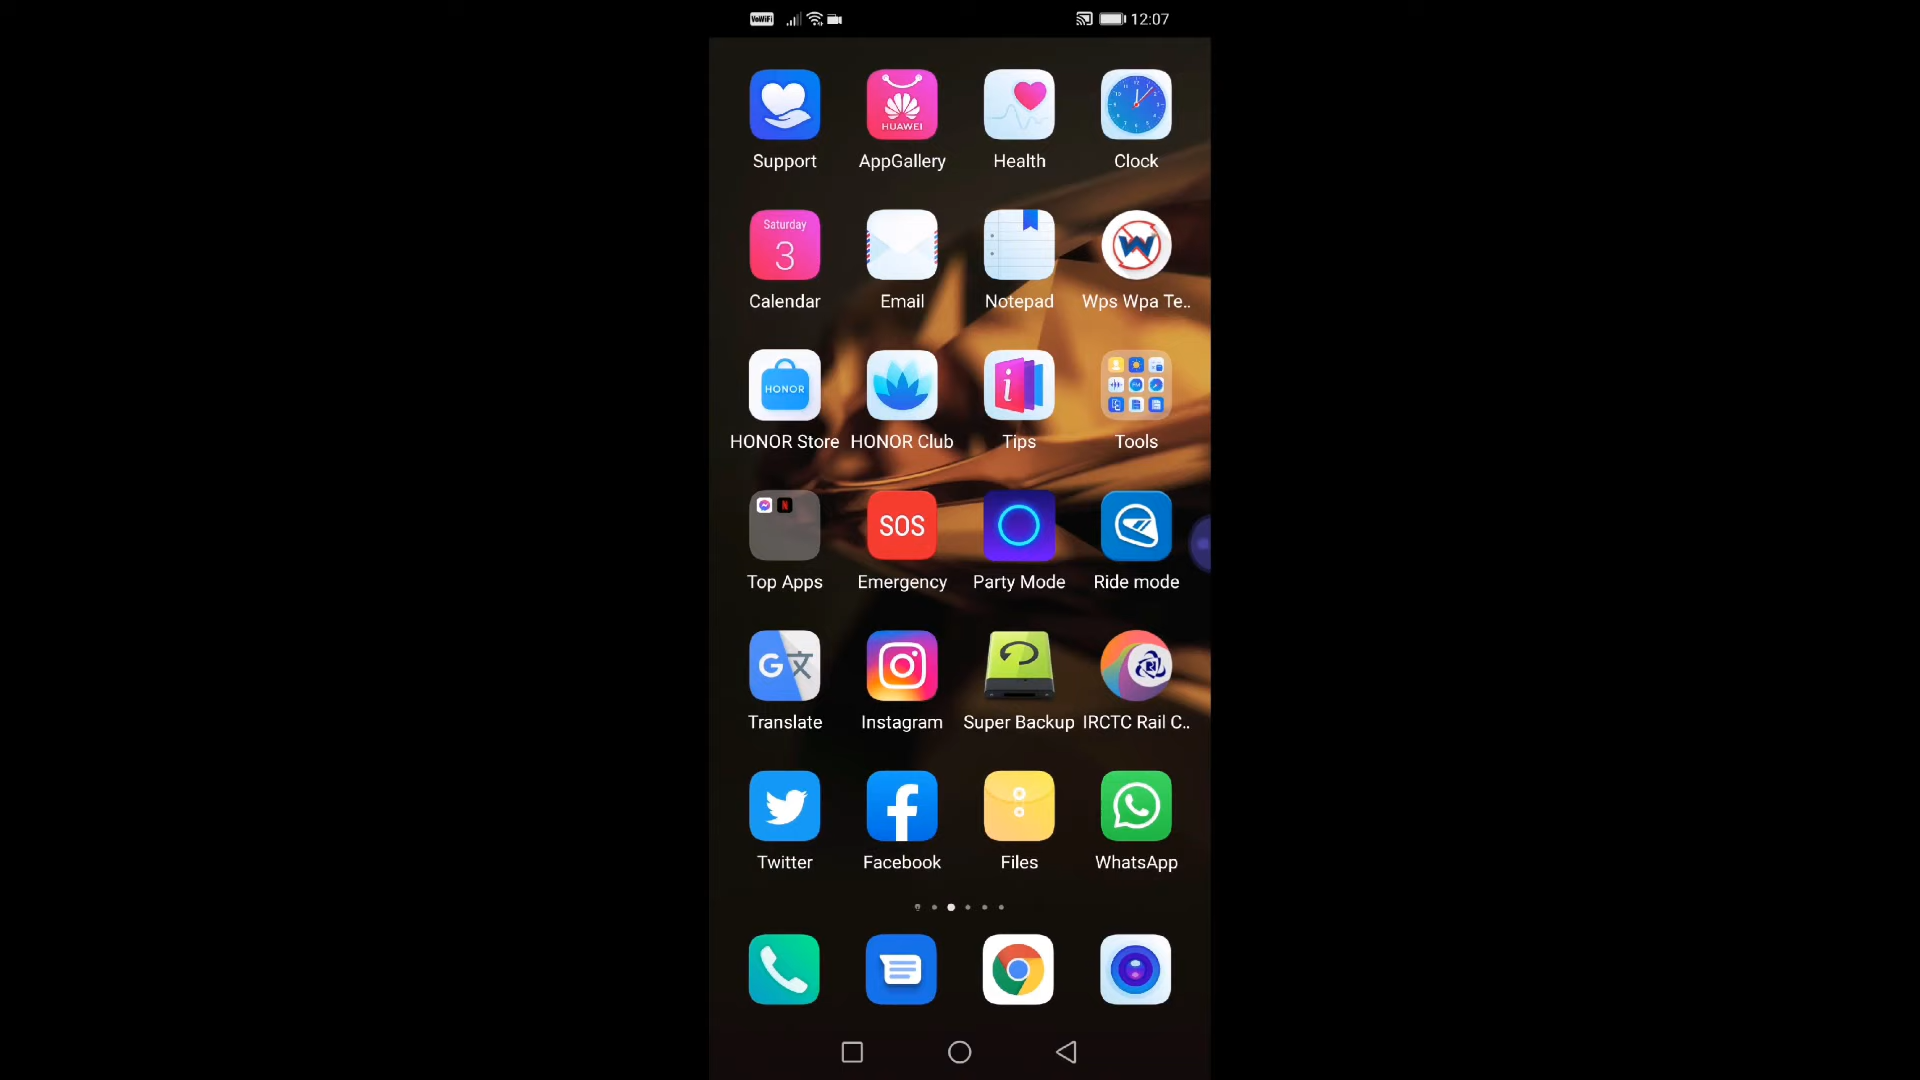 VoWiFi 12:07
HUAWEI
Support AppGallery Health Clock
Saturday
3
Calendar Email Notepad Wps Wpa Te..
HONOR
HONOR Store HONOR Club Tips Tools
SOS
Top Apps Emergency Party Mode Ride mode
Translate Instagram Super Backup IRCTC Rail C..
Twitter Facebook Files WhatsApp